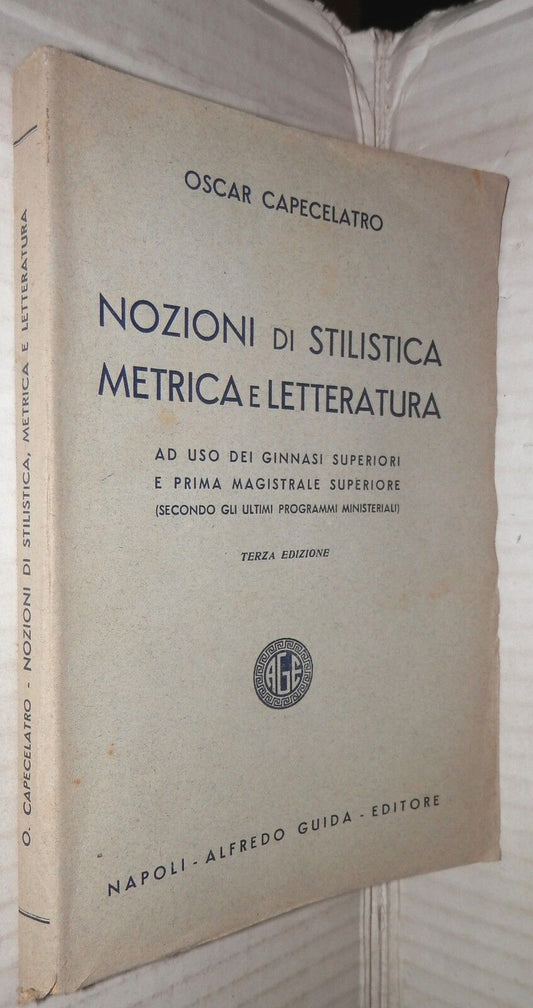 O. CAPECELATRO - NOZIONI DI STILISTICA, METRICA E LETTERATURA
OSCAR CAPECELATRO
NOZIONI DI STILISTICA
METRICA E LETTERATURA
AD USO DEI GINNASI SUPERIORI
E PRIMA MAGISTRALE SUPERIORE
(SECONDO GLI ULTIMI PROGRAMMI MINISTERIALI)
TERZA EDIZIONE
AGE
NAPOLI - ALFREDO GUIDA - EDITORE